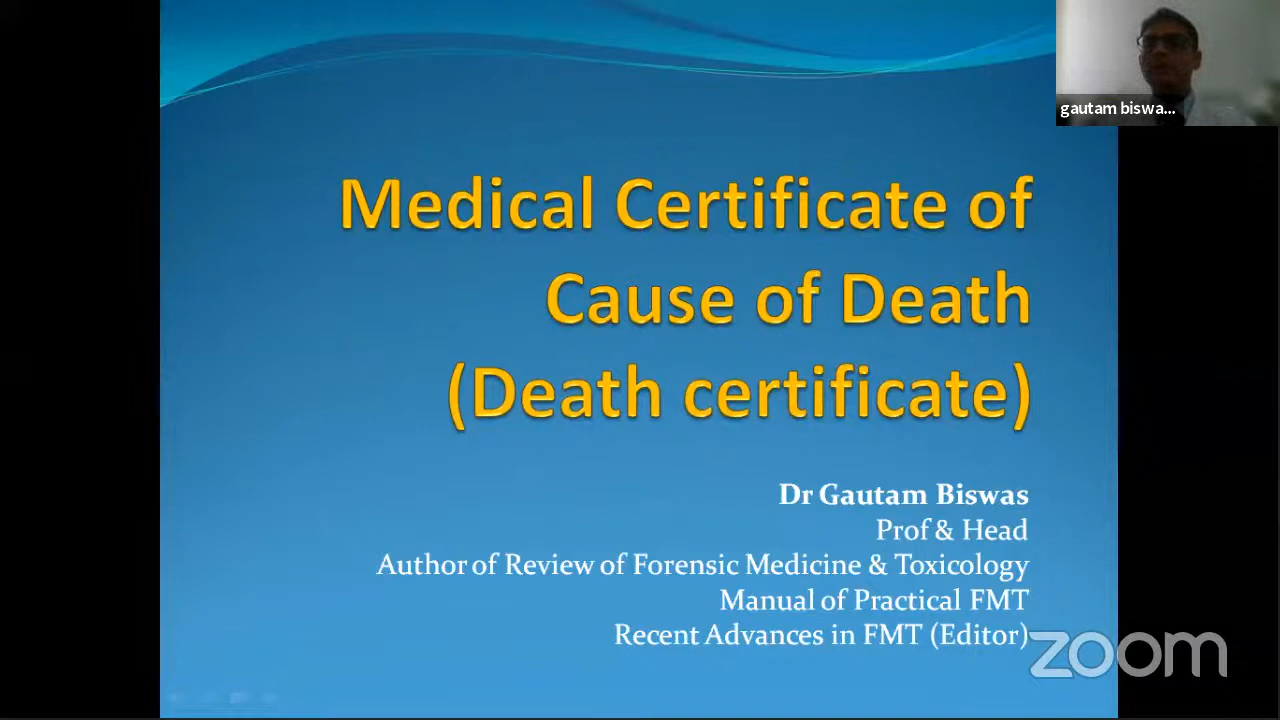 gautam biswa...
Medical Certificate of
Cause of Death
(Death certificate)
Dr Gautam Biswas
Prof & Head
Author of Review of Forensic Medicine & Toxicology
Manual of Practical FMT
Recent Advances in FMT (Editor)
zoom